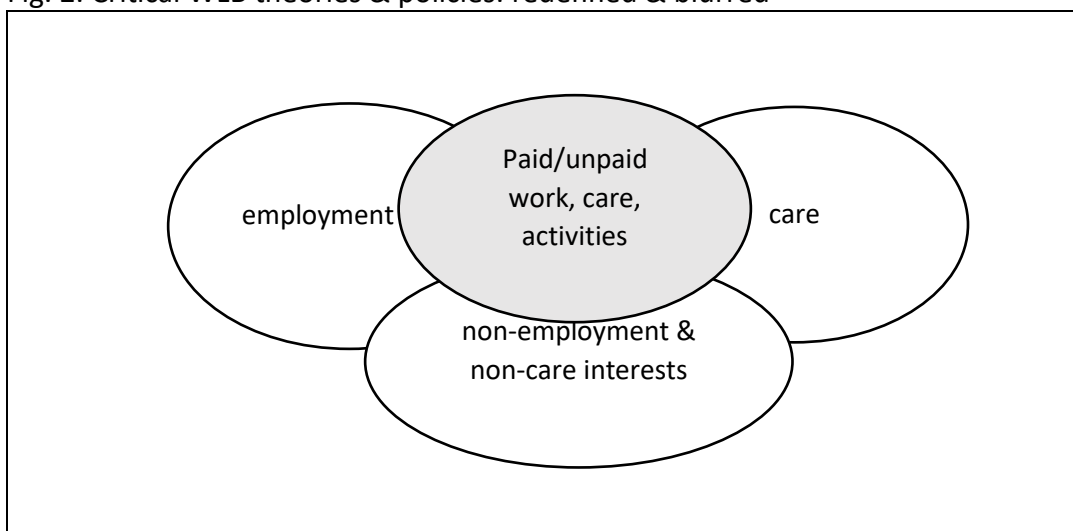 Fig. 2: Critical WLB theories & policies: redefined & blurred
Paid/unpaid
work, care,
activities
employment
care
non-employment &
non-care interests